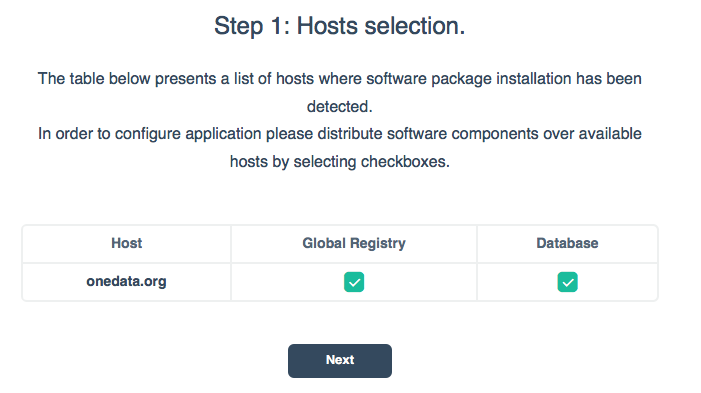 Step 1: Hosts selection.
The table below presents a list of hosts where software package installation has been
detected.
In order to configure application please distribute software components over available
hosts by selecting checkboxes.
Host Global Registry Database
onedata.org
Next